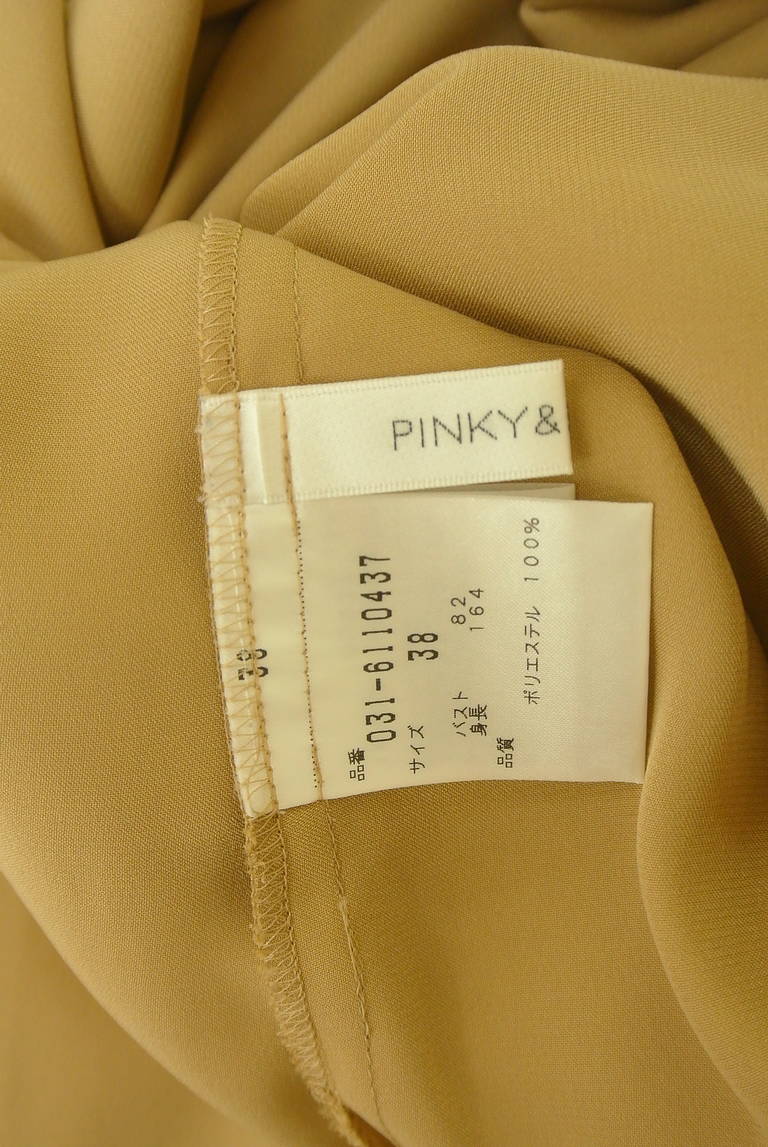 PINKY&
38
品番 031-6110437
サイズ 38
バスト 82
身長 164
品質
ポリエステル 100%